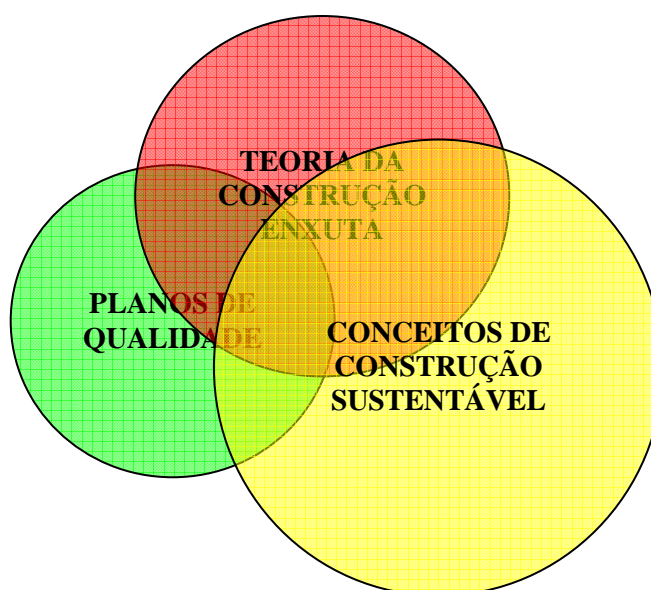 TEORIA DA
CONSTRUÇÃO
ENXUTA
PLANOS DE
QUALIDADE
CONCEITOS DE
CONSTRUÇÃO
SUSTENTÁVEL